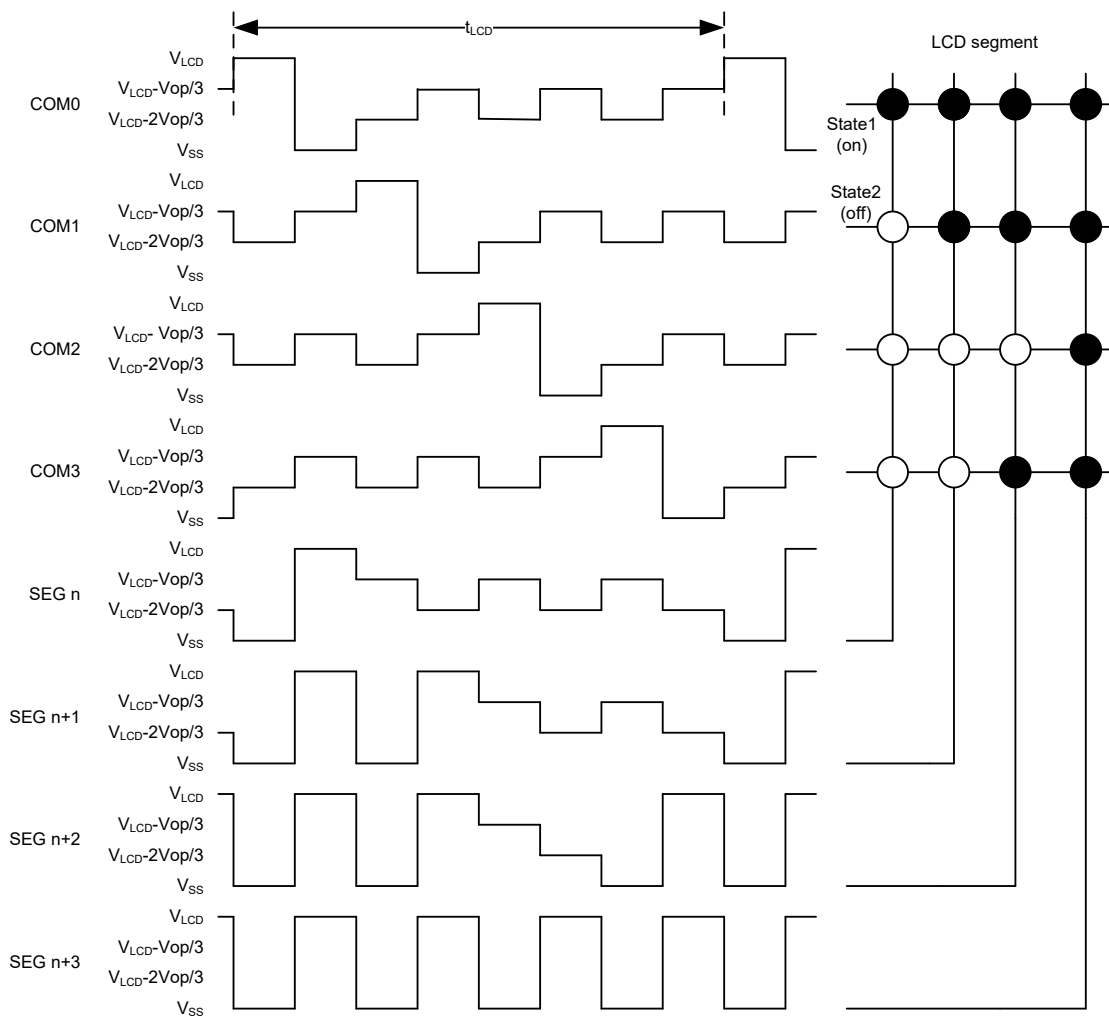 tLCD
LCD segment
COM0
VLCD
VLCD-Vop/3
VLCD-2Vop/3
VSS
State1
(on)
COM1
VLCD
VLCD-Vop/3
VLCD-2Vop/3
VSS
State2
(off)
COM2
VLCD
VLCD- Vop/3
VLCD-2Vop/3
VSS
COM3
VLCD
VLCD-Vop/3
VLCD-2Vop/3
VSS
SEG n
VLCD
VLCD-Vop/3
VLCD-2Vop/3
VSS
SEG n+1
VLCD
VLCD-Vop/3
VLCD-2Vop/3
VSS
SEG n+2
VLCD
VLCD-Vop/3
VLCD-2Vop/3
VSS
SEG n+3
VLCD
VLCD-Vop/3
VLCD-2Vop/3
VSS